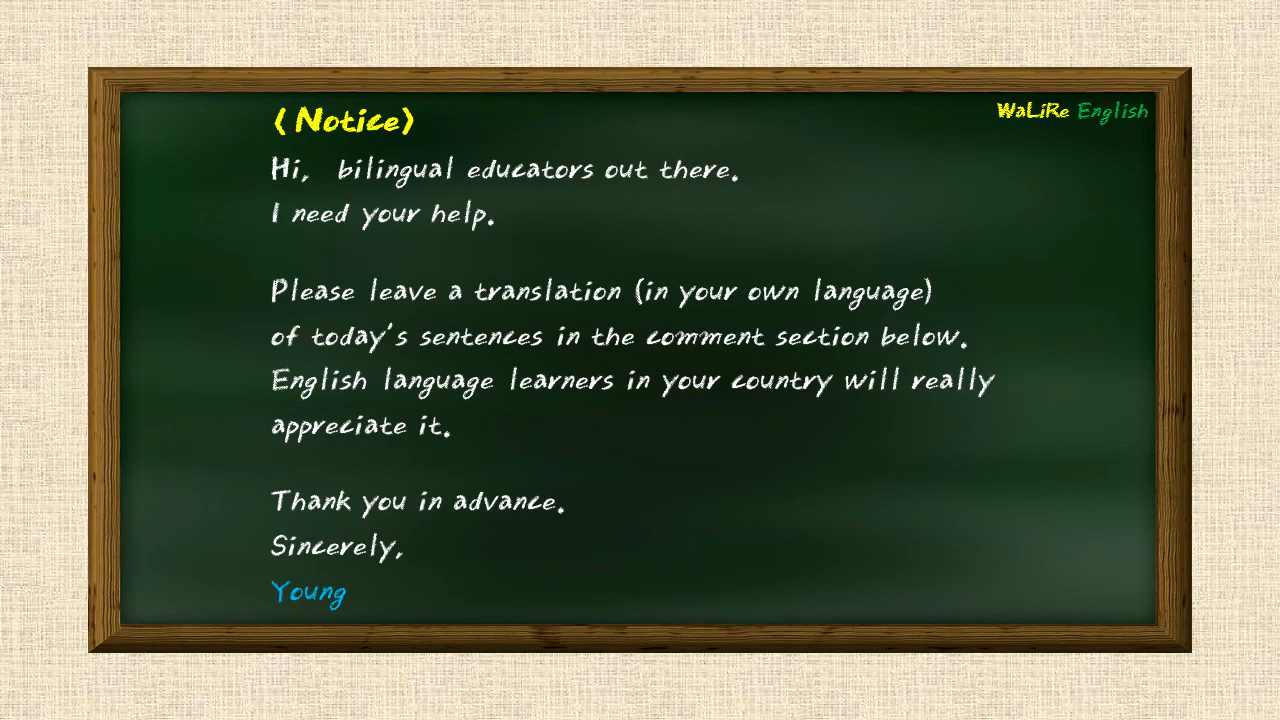 (Notice)
WaLiRe English
Hi, bilingual educators out there.
I need your help.
Please leave a translation (in your own language)
of today's sentences in the comment section below.
English language learners in your country will really
appreciate it.
Thank you in advance.
Sincerely,
Young